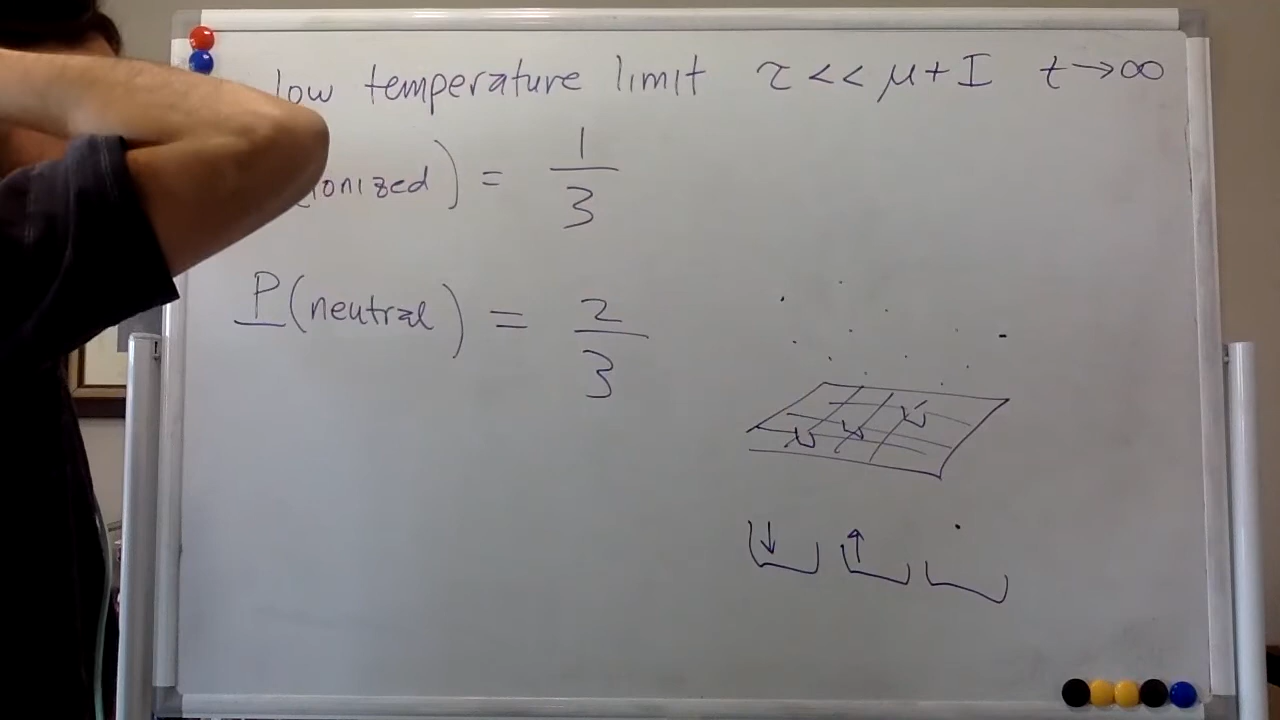 low temperature limit τ << μ + I t → ∞
ionized) = 1/3
P(neutral) = 2/3